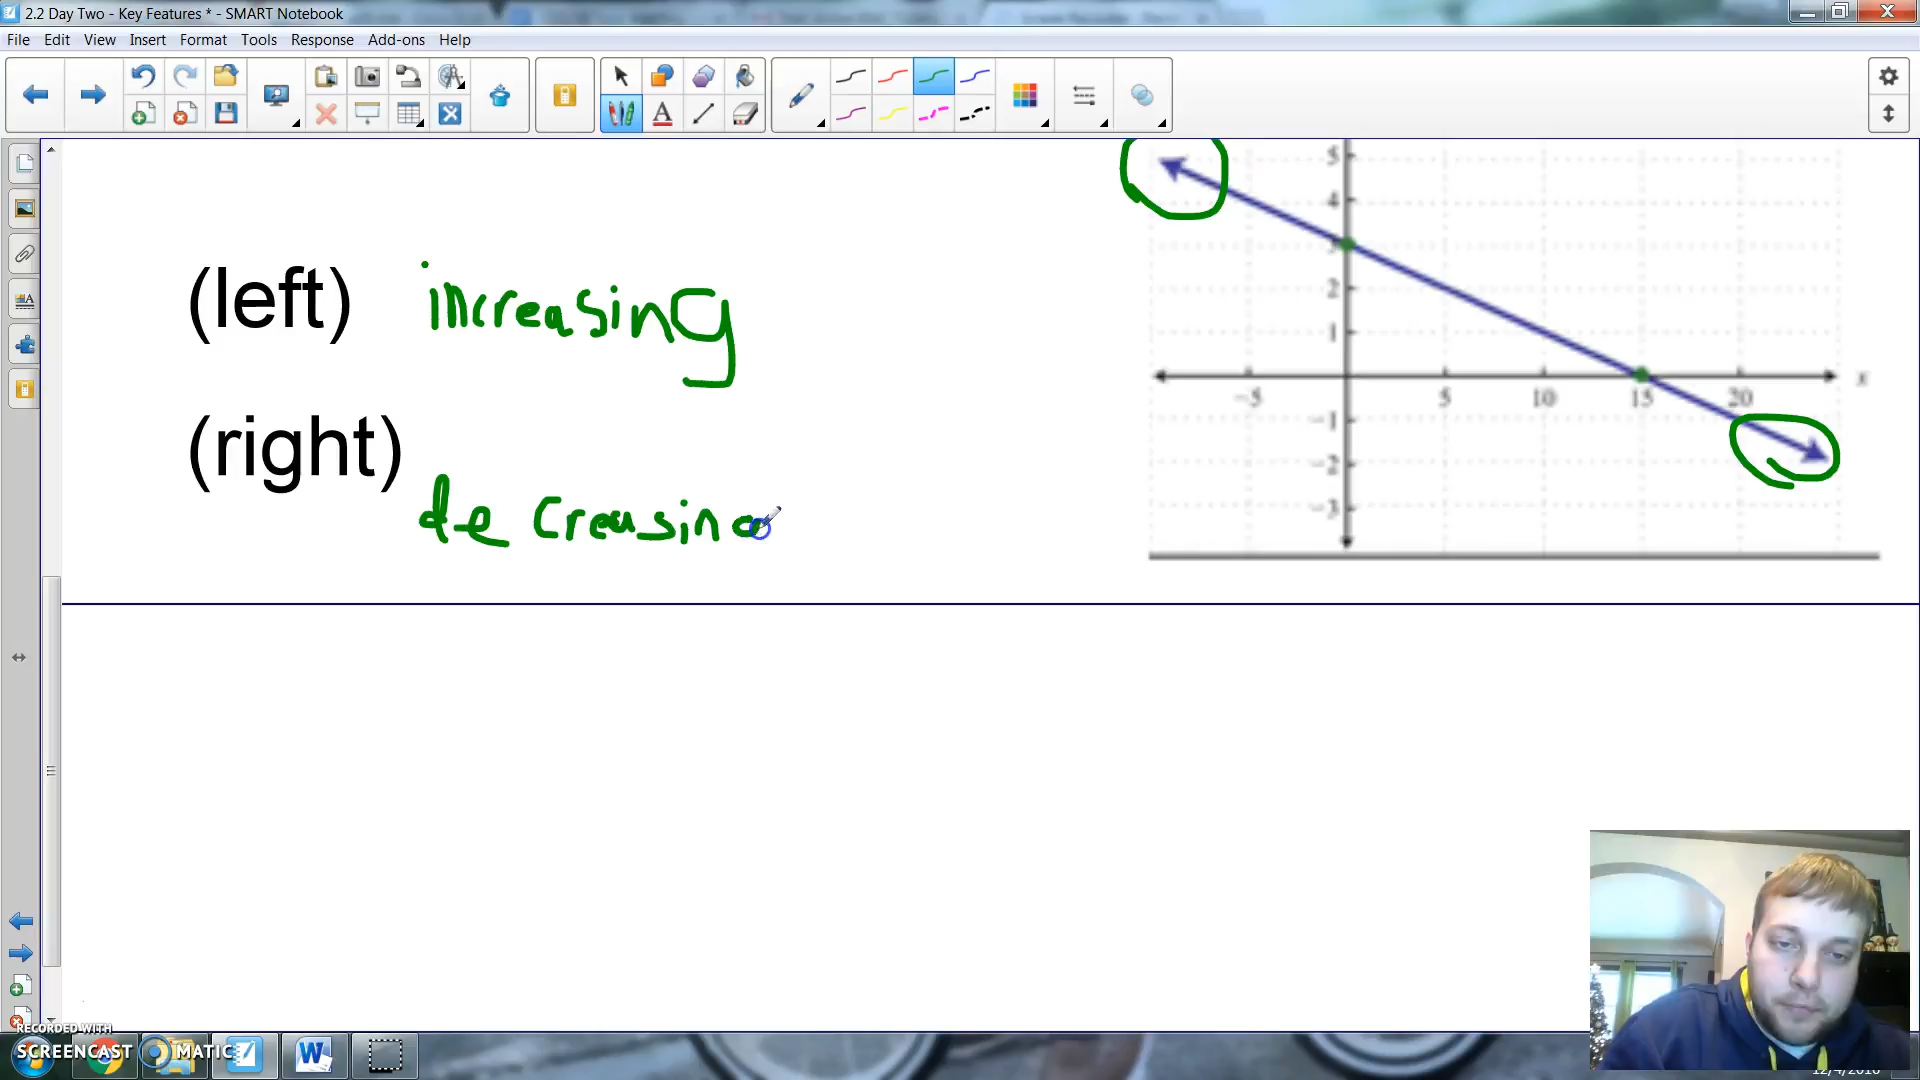 2.2 Day Two - Key Features * - SMART Notebook
File Edit View Insert Format Tools Response Add-ons Help
5
4
3
2
1
-5 5 10 15 20 x
-1
-2
-3
(left) increasing
(right)
de creasin
RECORDED WITH
SCREENCAST MATIC